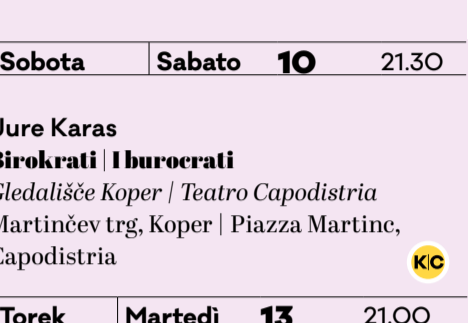 Sobota Sabato 10 21.30
Jure Karas
Birokrati | I burocrati
Gledališče Koper | Teatro Capodistria
Martinčev trg, Koper | Piazza Martinc,
Capodistria
K|C
Torek Martedì 13 21.00